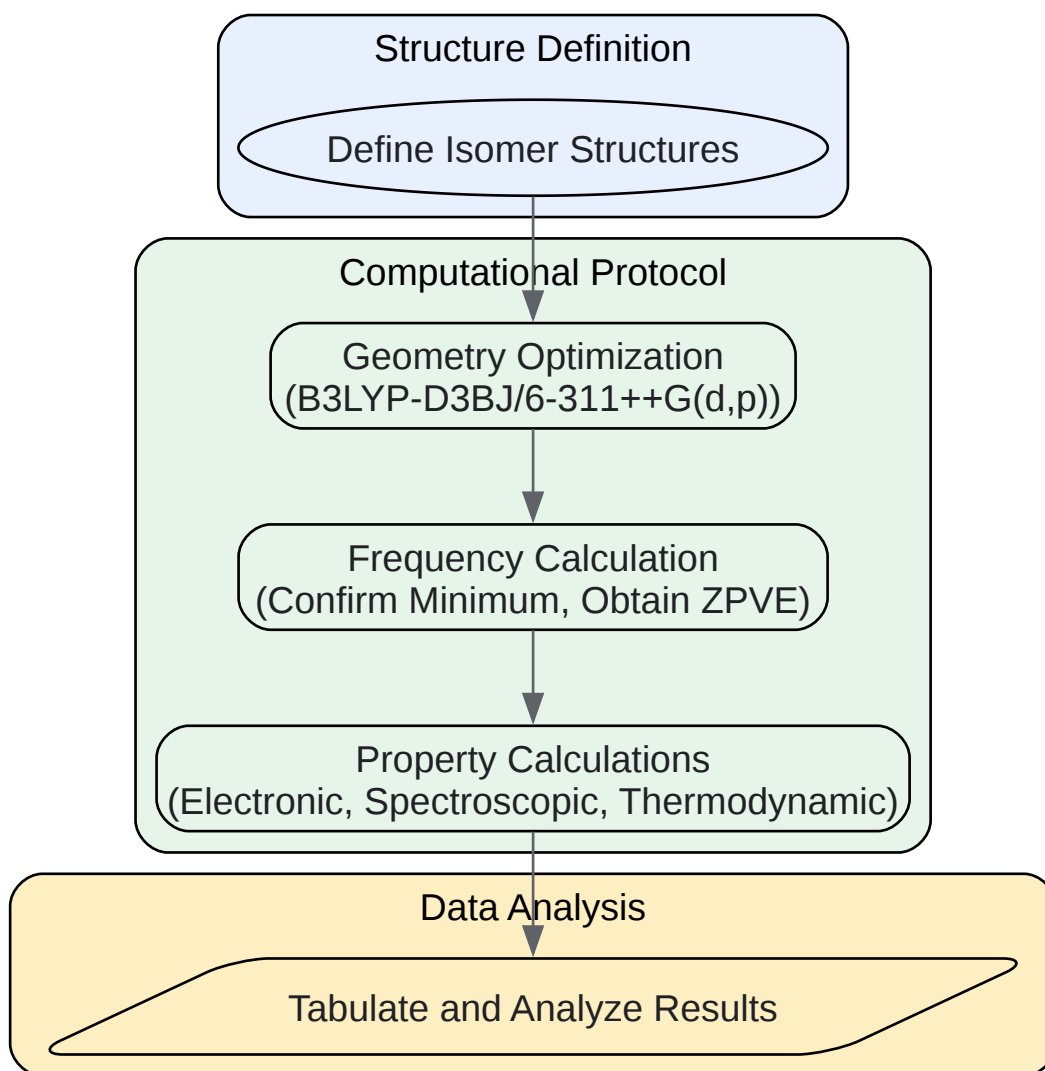 Structure Definition
Define Isomer Structures
Computational Protocol
Geometry Optimization
(B3LYP-D3BJ/6-311++G(d,p))
Frequency Calculation
(Confirm Minimum, Obtain ZPVE)
Property Calculations
(Electronic, Spectroscopic, Thermodynamic)
Data Analysis
Tabulate and Analyze Results